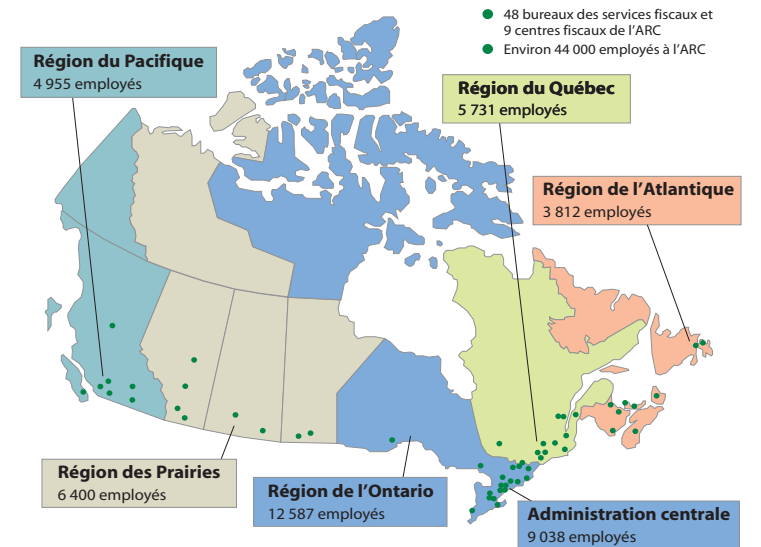 48 bureaux des services fiscaux et
9 centres fiscaux de l'ARC
Environ 44 000 employés à l'ARC
Région du Pacifique
4 955 employés
Région du Québec
5 731 employés
Région de l'Atlantique
3 812 employés
Région des Prairies
6 400 employés
Région de l'Ontario
12 587 employés
Administration centrale
9 038 employés